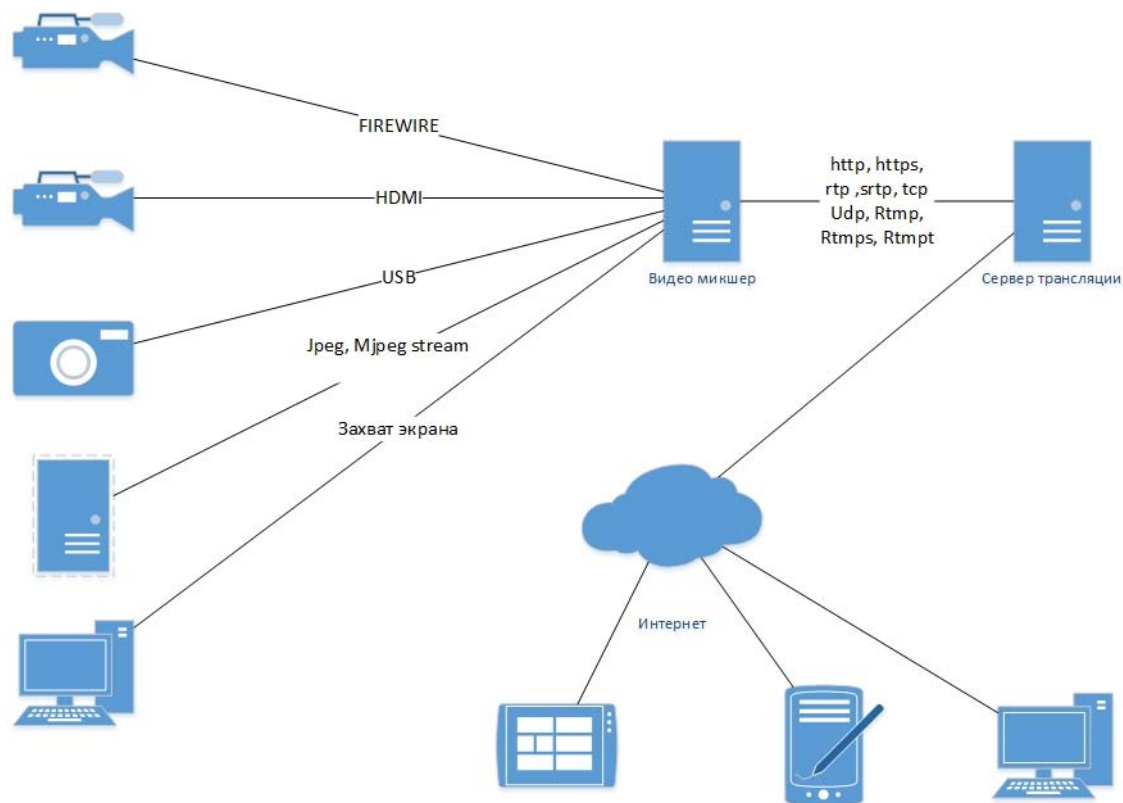 FIREWIRE
HDMI
USB
Jpeg, Mjpeg stream
Захват экрана
Видео микшер
http, https,
rtp ,srtp, tcp
Udp, Rtmp,
Rtmps, Rtmpt
Сервер трансляции
Интернет